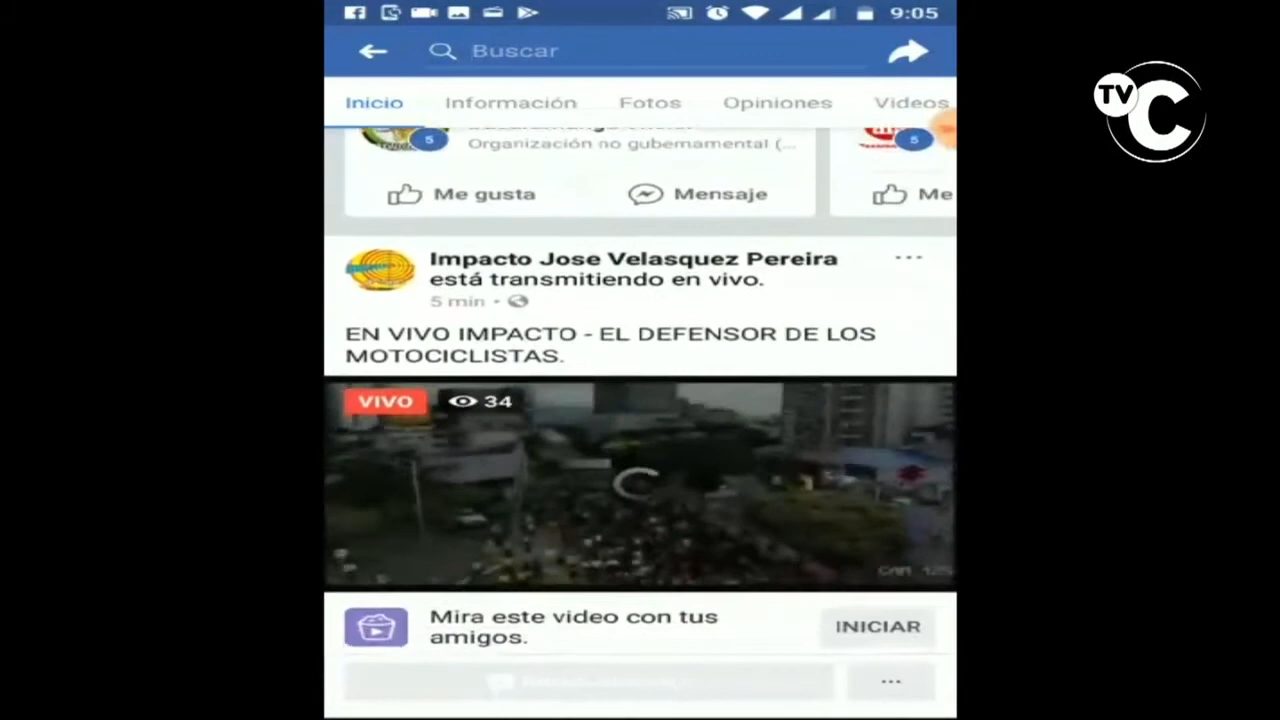 9:05
Buscar
Inicio Información Fotos Opiniones Videos
TV C
5
5
Organización no gubernamental (...
Me gusta Mensaje Me
Impacto Jose Velasquez Pereira
está transmitiendo en vivo.
5 min ·
EN VIVO IMPACTO - EL DEFENSOR DE LOS
MOTOCICLISTAS.
VIVO 34
Mira este video con tus
amigos.
INICIAR